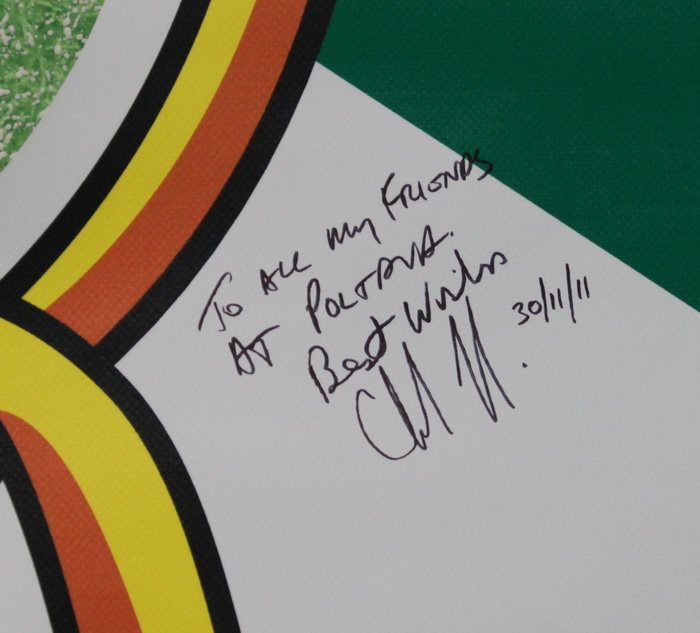 To ALL my FRIENDS
AT POLTAVA.
Best Wishes
30/11/11